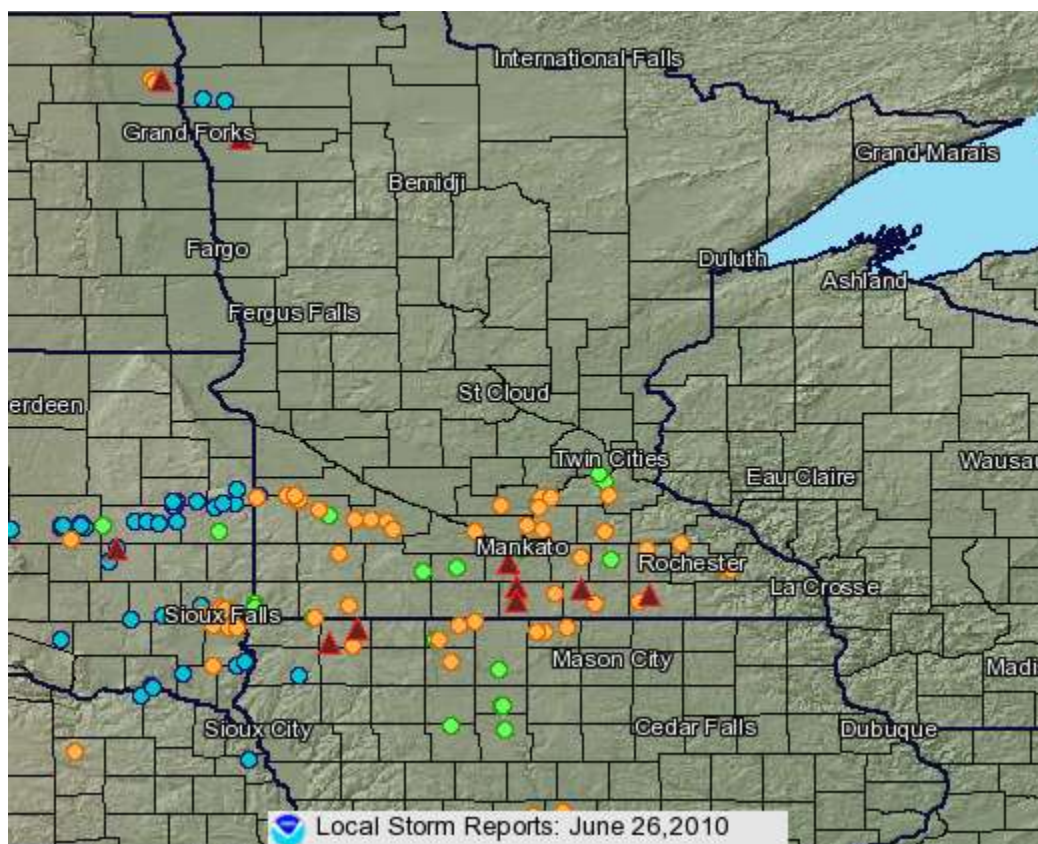 International Falls
Grand Forks
Grand Marais
Bemidji
Fargo
Duluth
Ashland
Fergus Falls
St Cloud
erdeen
Twin Cities
Eau Claire
Wausau
Mankato
Rochester
La Crosse
Sioux Falls
Mason City
Madi
Sioux City
Cedar Falls
Dubuque
Local Storm Reports: June 26,2010